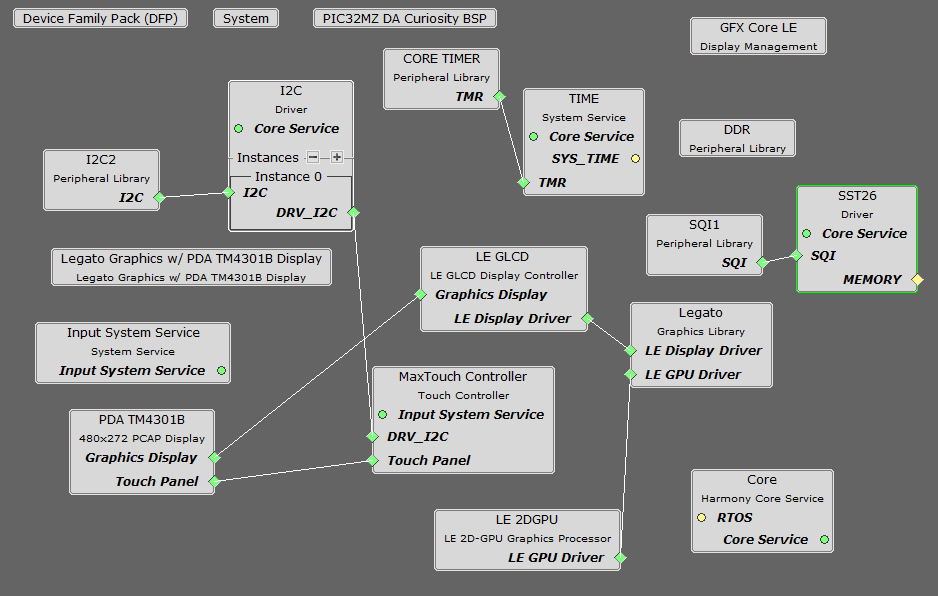 Device Family Pack (DFP)
System
PIC32MZ DA Curiosity BSP
GFX Core LE
Display Management
CORE TIMER
Peripheral Library
TMR
I2C
Driver
Core Service
Instances
Instance 0
I2C
DRV_I2C
TIME
System Service
Core Service
SYS_TIME
TMR
DDR
Peripheral Library
I2C2
Peripheral Library
I2C
SST26
Driver
Core Service
SQI
MEMORY
SQI1
Peripheral Library
SQI
Legato Graphics w/ PDA TM4301B Display
Legato Graphics w/ PDA TM4301B Display
LE GLCD
LE GLCD Display Controller
Graphics Display
LE Display Driver
Legato
Graphics Library
LE Display Driver
LE GPU Driver
Input System Service
System Service
Input System Service
MaxTouch Controller
Touch Controller
Input System Service
DRV_I2C
Touch Panel
PDA TM4301B
480x272 PCAP Display
Graphics Display
Touch Panel
Core
Harmony Core Service
RTOS
Core Service
LE 2DGPU
LE 2D-GPU Graphics Processor
LE GPU Driver